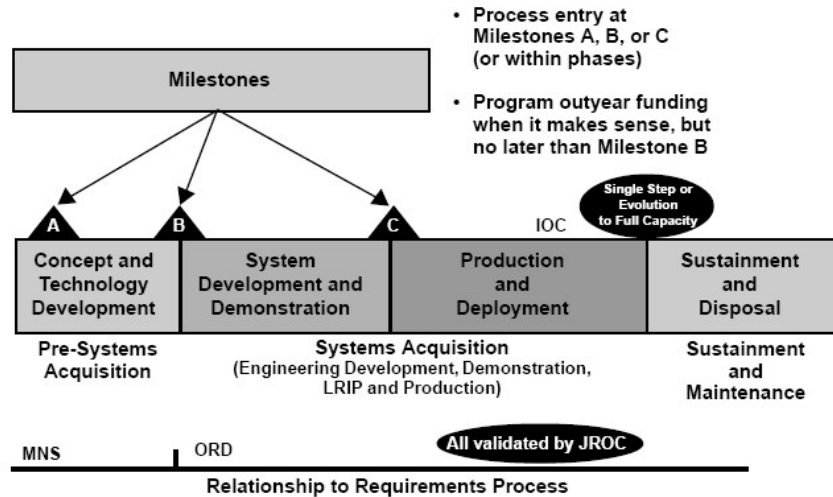 • Process entry at
Milestones A, B, or C
(or within phases)
• Program outyear funding
when it makes sense, but
no later than Milestone B
Milestones
Single Step or
Evolution
to Full Capacity
A
B
C
IOC
Concept and
Technology
Development
System
Development and
Demonstration
Production
and
Deployment
Sustainment
and
Disposal
Pre-Systems
Acquisition
Systems Acquisition
(Engineering Development, Demonstration,
LRIP and Production)
Sustainment
and
Maintenance
MNS
ORD
All validated by JROC
Relationship to Requirements Process